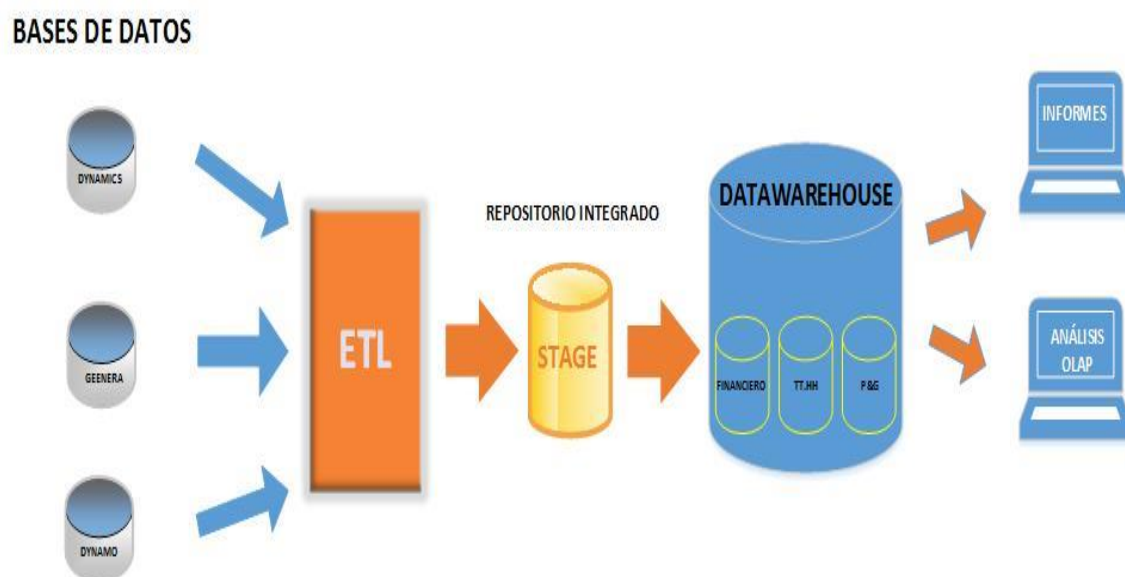 BASES DE DATOS
DYNAMICS
GEENERA
DYNAMO
ETL
REPOSITORIO INTEGRADO
STAGE
DATAWAREHOUSE
FINANCIERO
TT.HH
P&G
INFORMES
ANÁLISIS
OLAP